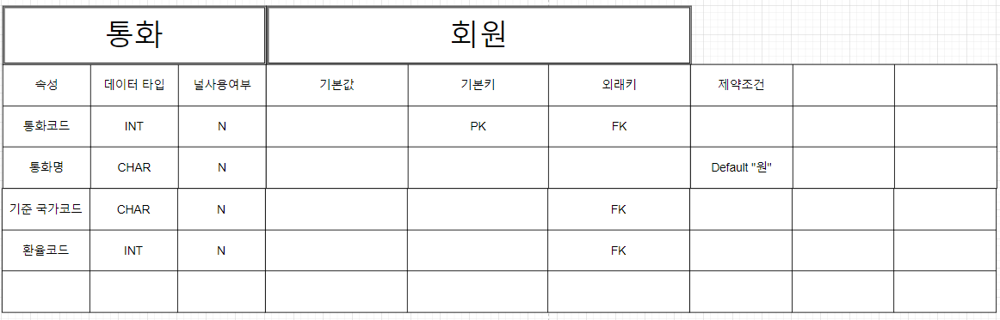 통화 회원
속성 데이터 타입 널사용여부 기본값 기본키 외래키 제약조건
통화코드 INT N PK FK
통화명 CHAR N Default "원"
기준 국가코드 CHAR N FK
환율코드 INT N FK